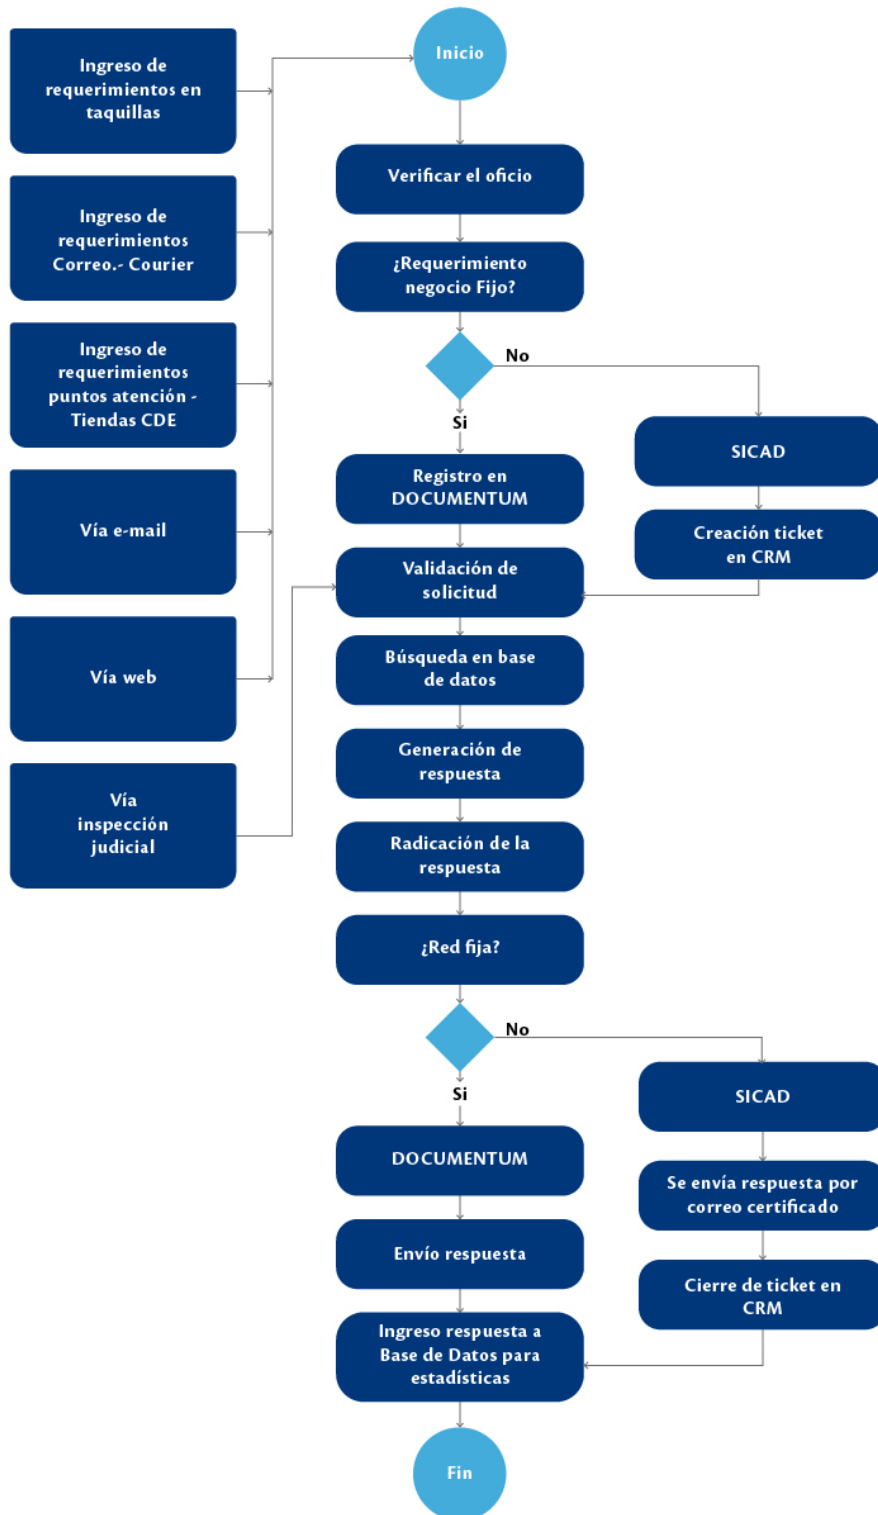 Inicio
Ingreso de
requerimientos en
taquillas
Ingreso de
requerimientos
Correo.- Courier
Ingreso de
requerimientos
puntos atención -
Tiendas CDE
Vía e-mail
Vía web
Vía
inspección
judicial
Verificar el oficio
¿Requerimiento
negocio Fijo?
No
Si
SICAD
Creación ticket
en CRM
Registro en
DOCUMENTUM
Validación de
solicitud
Búsqueda en base
de datos
Generación de
respuesta
Radicación de la
respuesta
¿Red fija?
No
Si
SICAD
Se envía respuesta por
correo certificado
Cierre de ticket en
CRM
DOCUMENTUM
Envío respuesta
Ingreso respuesta a
Base de Datos para
estadísticas
Fin